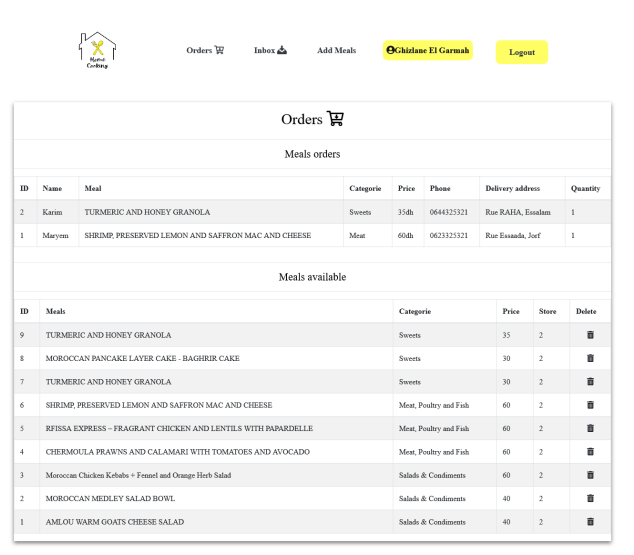 Orders Inbox Add Meals Ghizlane El Garmah Logout
Home
Cooking
Orders
Meals orders
ID Name Meal Categorie Price Phone Delivery address Quantity
2 Karim TURMERIC AND HONEY GRANOLA Sweets 35dh 0644325321 Rue RAHA, Essalam 1
1 Maryem SHRIMP, PRESERVED LEMON AND SAFFRON MAC AND CHEESE Meat 60dh 0623325321 Rue Essaada, Jorf 1
Meals available
ID Meals Categorie Price Store Delete
9 TURMERIC AND HONEY GRANOLA Sweets 35 2
8 MOROCCAN PANCAKE LAYER CAKE - BAGHRIR CAKE Sweets 30 2
7 TURMERIC AND HONEY GRANOLA Sweets 30 2
6 SHRIMP, PRESERVED LEMON AND SAFFRON MAC AND CHEESE Meat, Poultry and Fish 60 2
5 RFISSA EXPRESS – FRAGRANT CHICKEN AND LENTILS WITH PAPARDELLE Meat, Poultry and Fish 60 2
4 CHERMOULA PRAWNS AND CALAMARI WITH TOMATOES AND AVOCADO Meat, Poultry and Fish 60 2
3 Moroccan Chicken Kebabs + Fennel and Orange Herb Salad Salads & Condiments 60 2
2 MOROCCAN MEDLEY SALAD BOWL Salads & Condiments 40 2
1 AMLOU WARM GOATS CHEESE SALAD Salads & Condiments 40 2